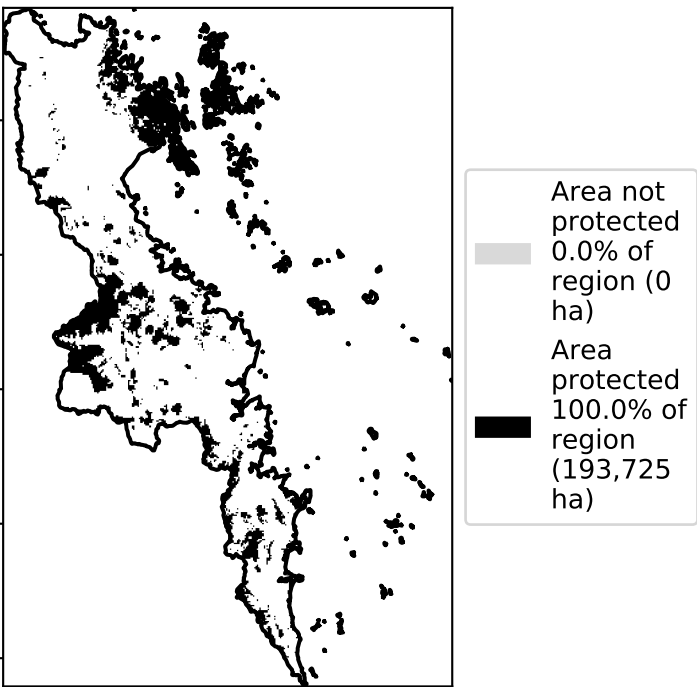 Area not
protected
0.0% of
region (0
ha)
Area
protected
100.0% of
region
(193,725
ha)